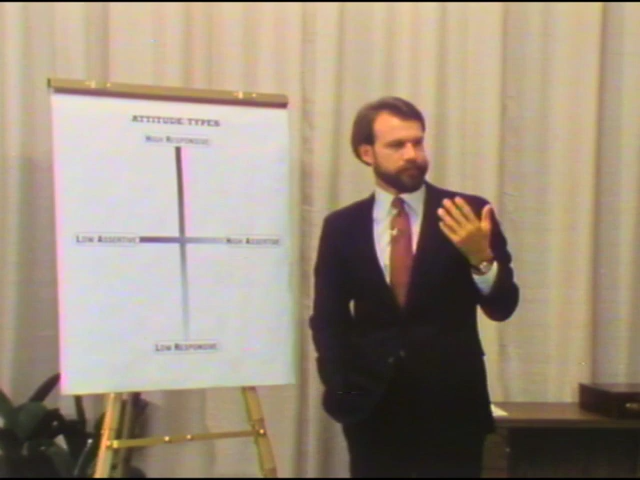 ATTITUDE TYPES
HIGH RESPONSIVE
LOW ASSERTIVE
HIGH ASSERTIVE
LOW RESPONSIVE